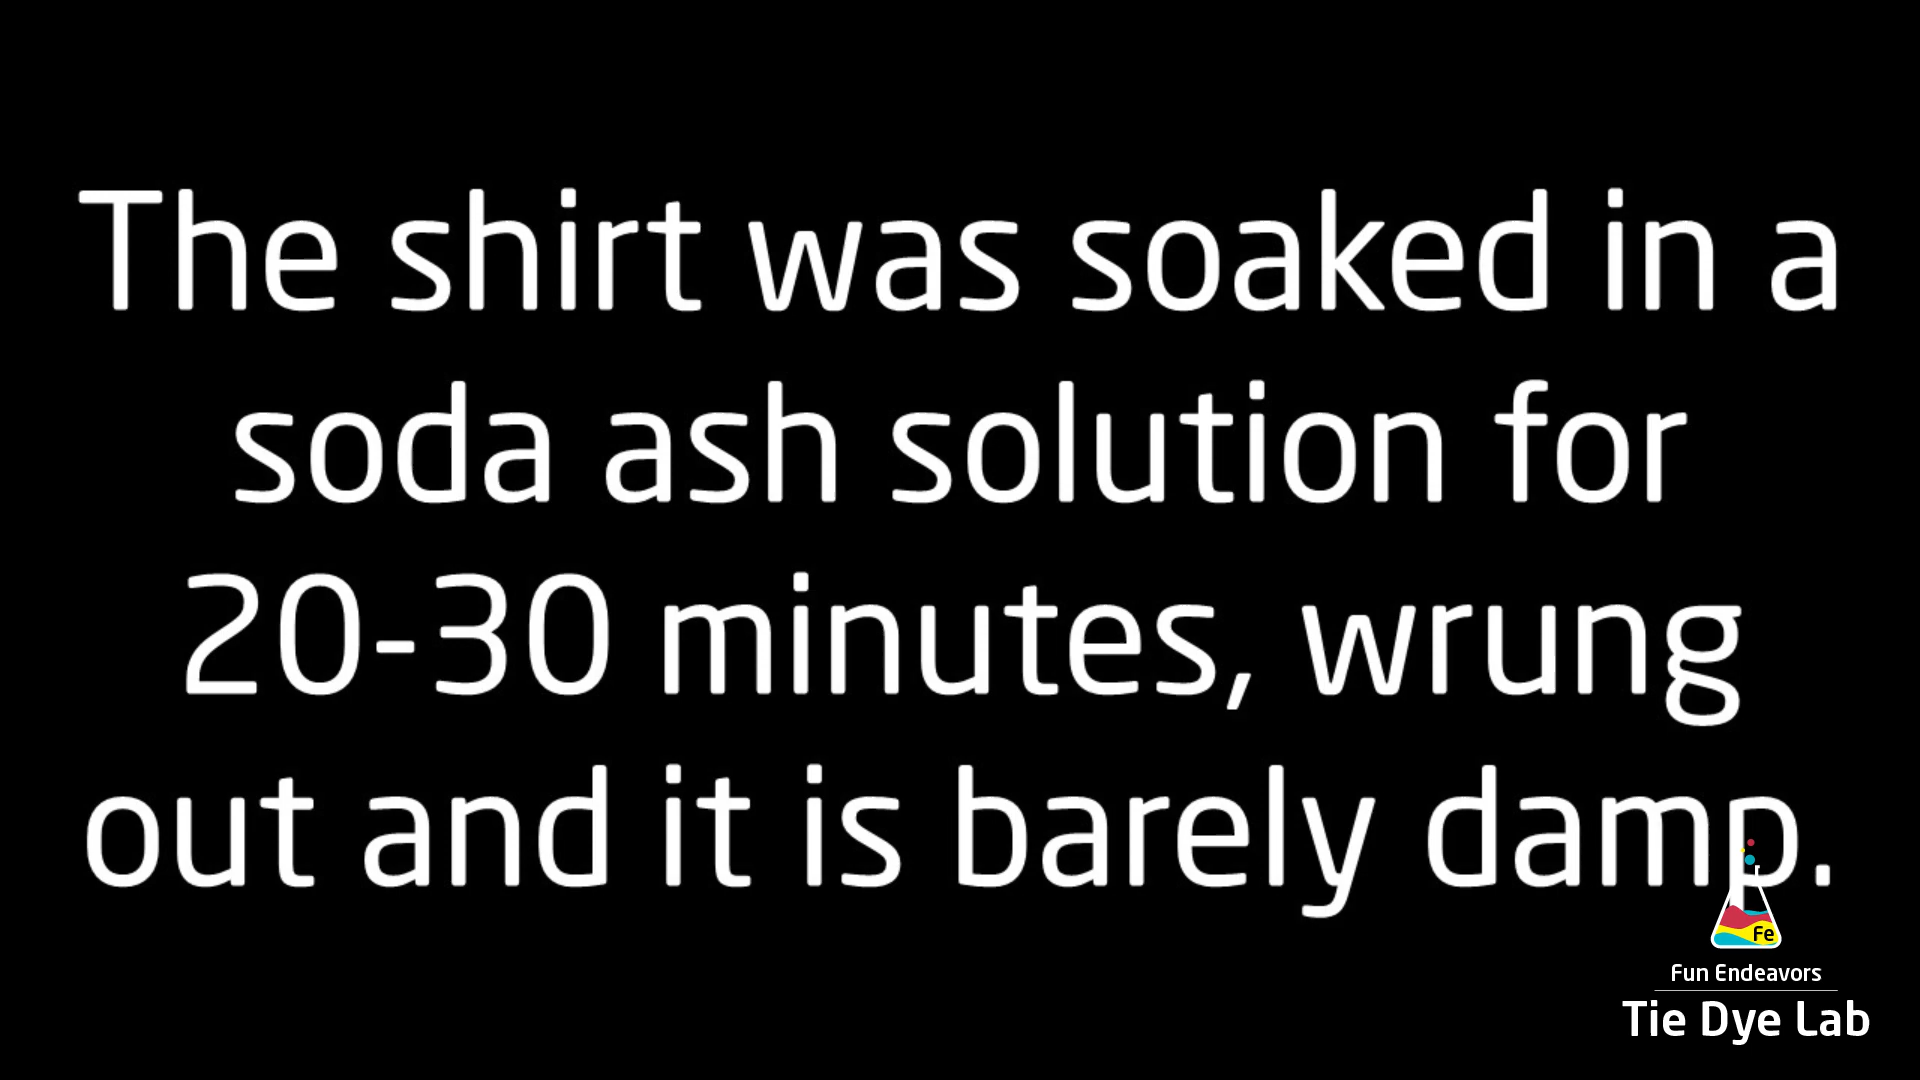 The shirt was soaked in a
soda ash solution for
20-30 minutes, wrung
out and it is barely damp.
Fe
Fun Endeavors
Tie Dye Lab